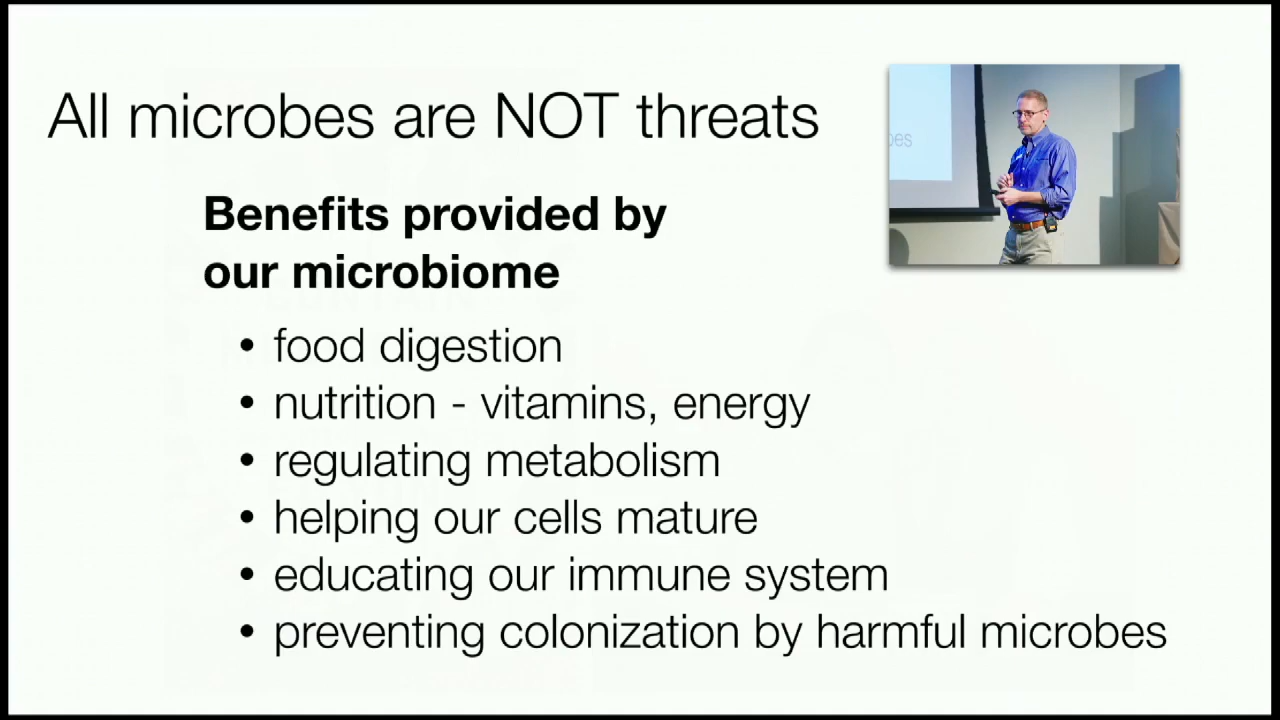 All microbes are NOT threats
Benefits provided by
our microbiome
• food digestion
• nutrition - vitamins, energy
• regulating metabolism
• helping our cells mature
• educating our immune system
• preventing colonization by harmful microbes